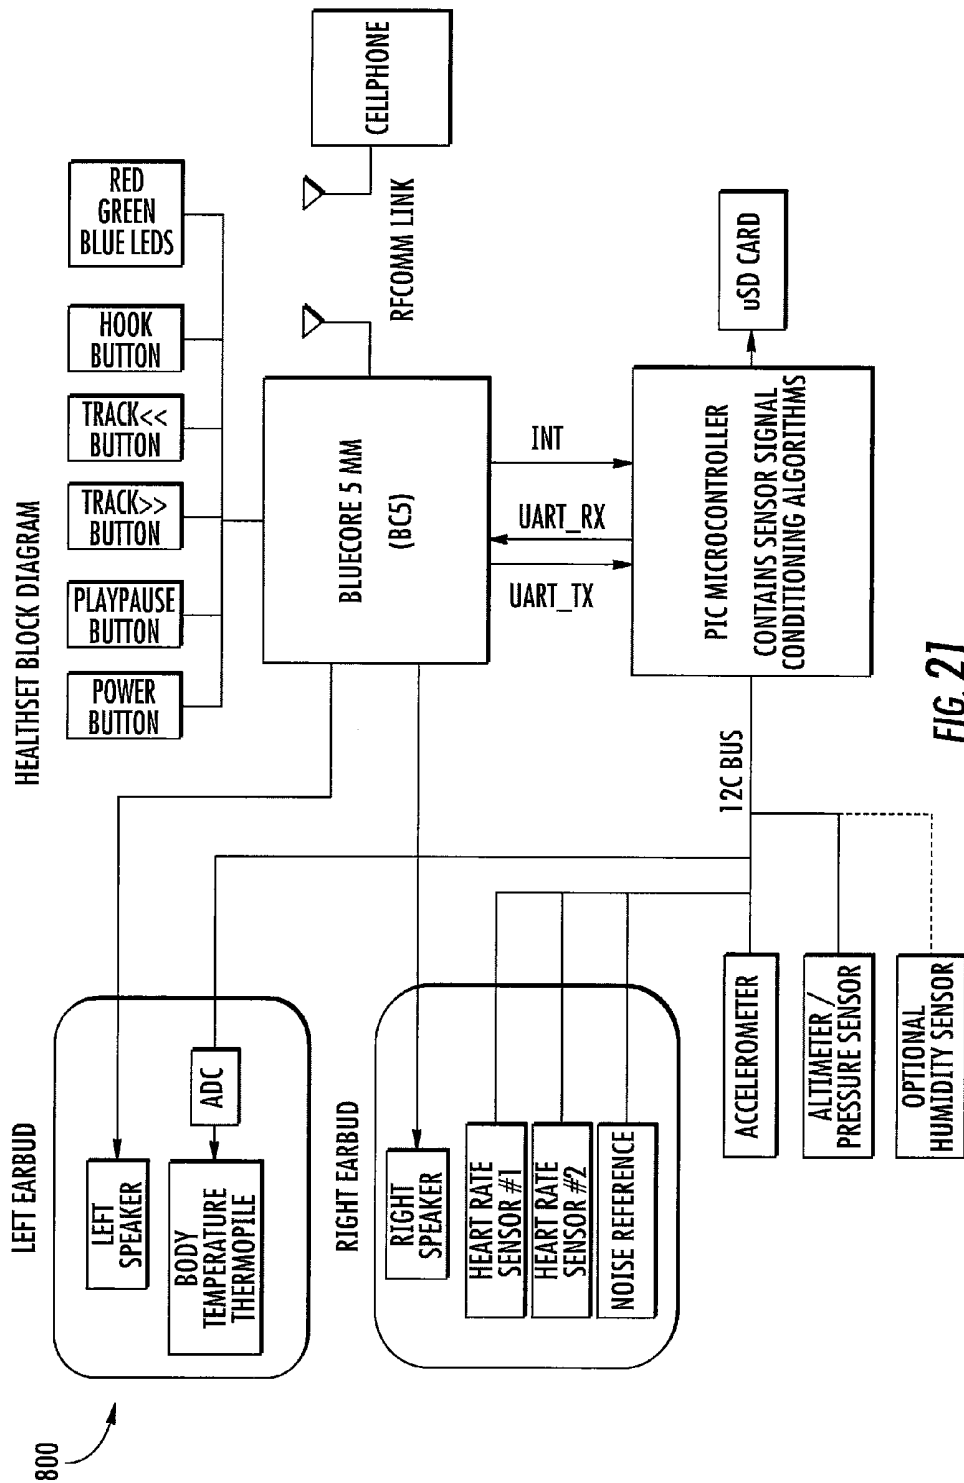 HEALTHSET BLOCK DIAGRAM
POWER
BUTTON
PLAYPAUSE
BUTTON
TRACK>>
BUTTON
TRACK<<
BUTTON
HOOK
BUTTON
RED
GREEN
BLUE LEDS
800
LEFT EARBUD
LEFT
SPEAKER
BODY
TEMPERATURE
THERMOPILE
ADC
BLUECORE 5 MM
(BC5)
RFCOMM LINK
CELLPHONE
RIGHT EARBUD
RIGHT
SPEAKER
HEART RATE
SENSOR #1
HEART RATE
SENSOR #2
NOISE REFERENCE
UART_TX
UART_RX
INT
12C BUS
PIC MICROCONTROLLER
CONTAINS SENSOR SIGNAL
CONDITIONING ALGORITHMS
uSD CARD
ACCELEROMETER
ALTIMETER /
PRESSURE SENSOR
OPTIONAL
HUMIDITY SENSOR
FIG. 21